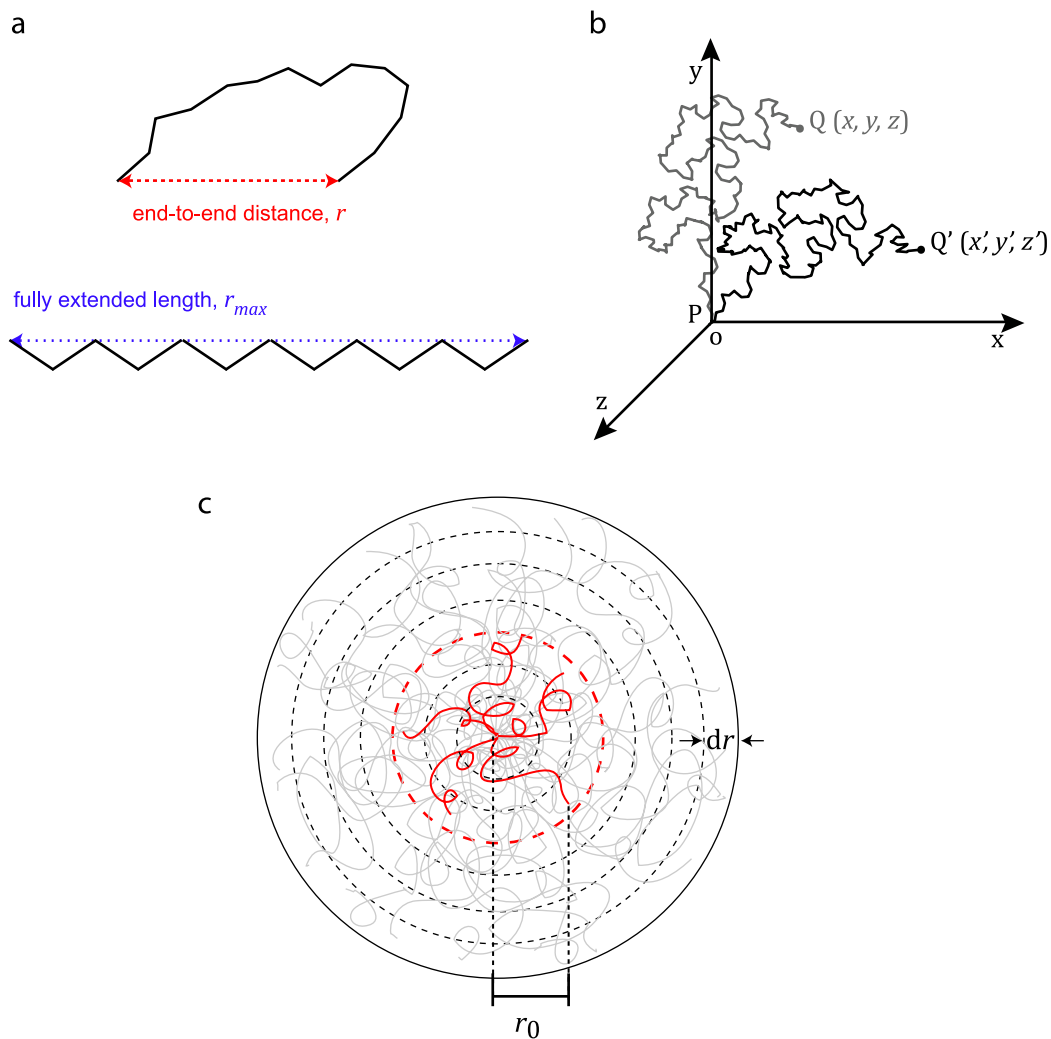 a
end-to-end distance, r
fully extended length, rmax
b
y
Q (x, y, z)
Q' (x', y', z')
P
o
x
z
c
dr
r0